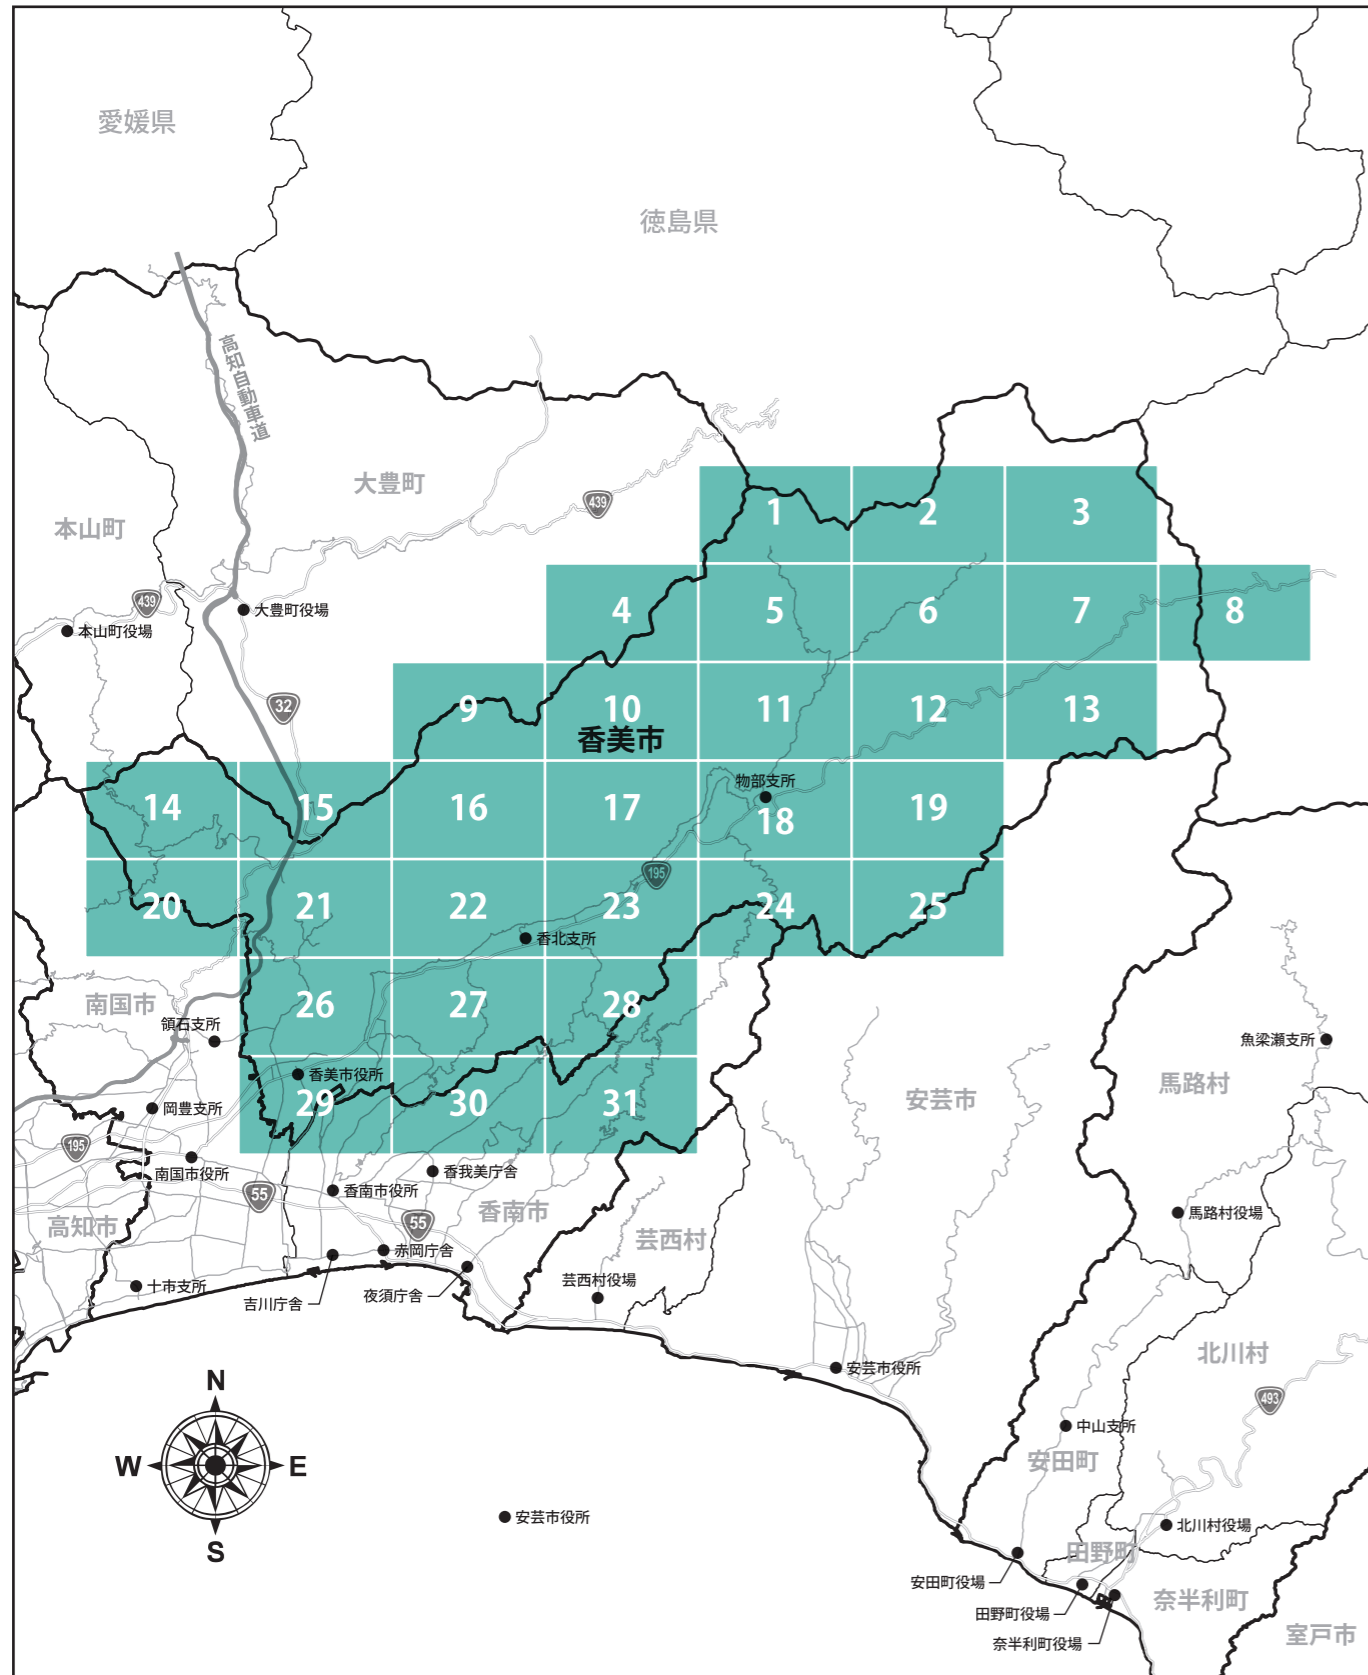 愛媛県
徳島県
高知自動車道
大豊町
本山町
439
439
大豊町役場
本山町役場
32
1
2
3
4
5
6
7
8
9
10
11
12
13
香美市
物部支所
14
15
16
17
18
19
195
20
21
22
23
24
25
香北支所
南国市
領石支所
26
27
28
香美市役所
29
30
31
岡豊支所
195
南国市役所
55
高知市
十市支所
香南市役所
香我美庁舎
香南市
55
赤岡庁舎
吉川庁舎
夜須庁舎
芸西村
芸西村役場
安芸市
安芸市役所
魚梁瀬支所
馬路村
馬路村役場
北川村
493
中山支所
安田町
北川村役場
田野町
安田町役場
田野町役場
奈半利町
奈半利町役場
室戸市
N
W
E
S
安芸市役所